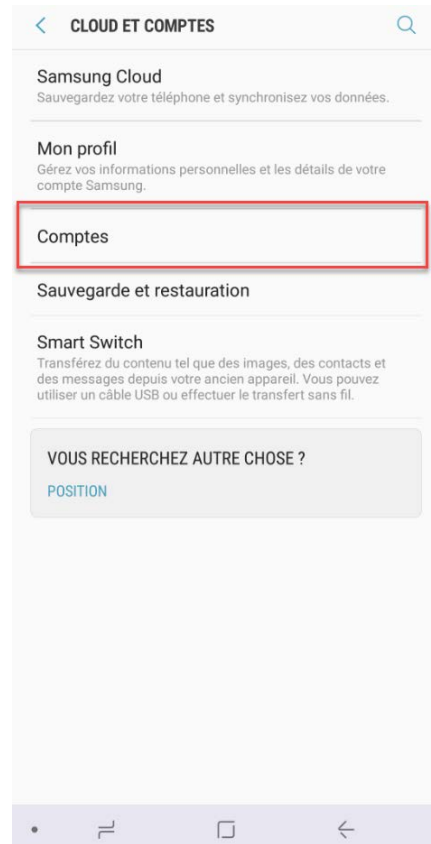 CLOUD ET COMPTES
Samsung Cloud
Sauvegardez votre téléphone et synchronisez vos données.
Mon profil
Gérez vos informations personnelles et les détails de votre
compte Samsung.
Comptes
Sauvegarde et restauration
Smart Switch
Transférez du contenu tel que des images, des contacts et
des messages depuis votre ancien appareil. Vous pouvez
utiliser un câble USB ou effectuer le transfert sans fil.
VOUS RECHERCHEZ AUTRE CHOSE ?
POSITION